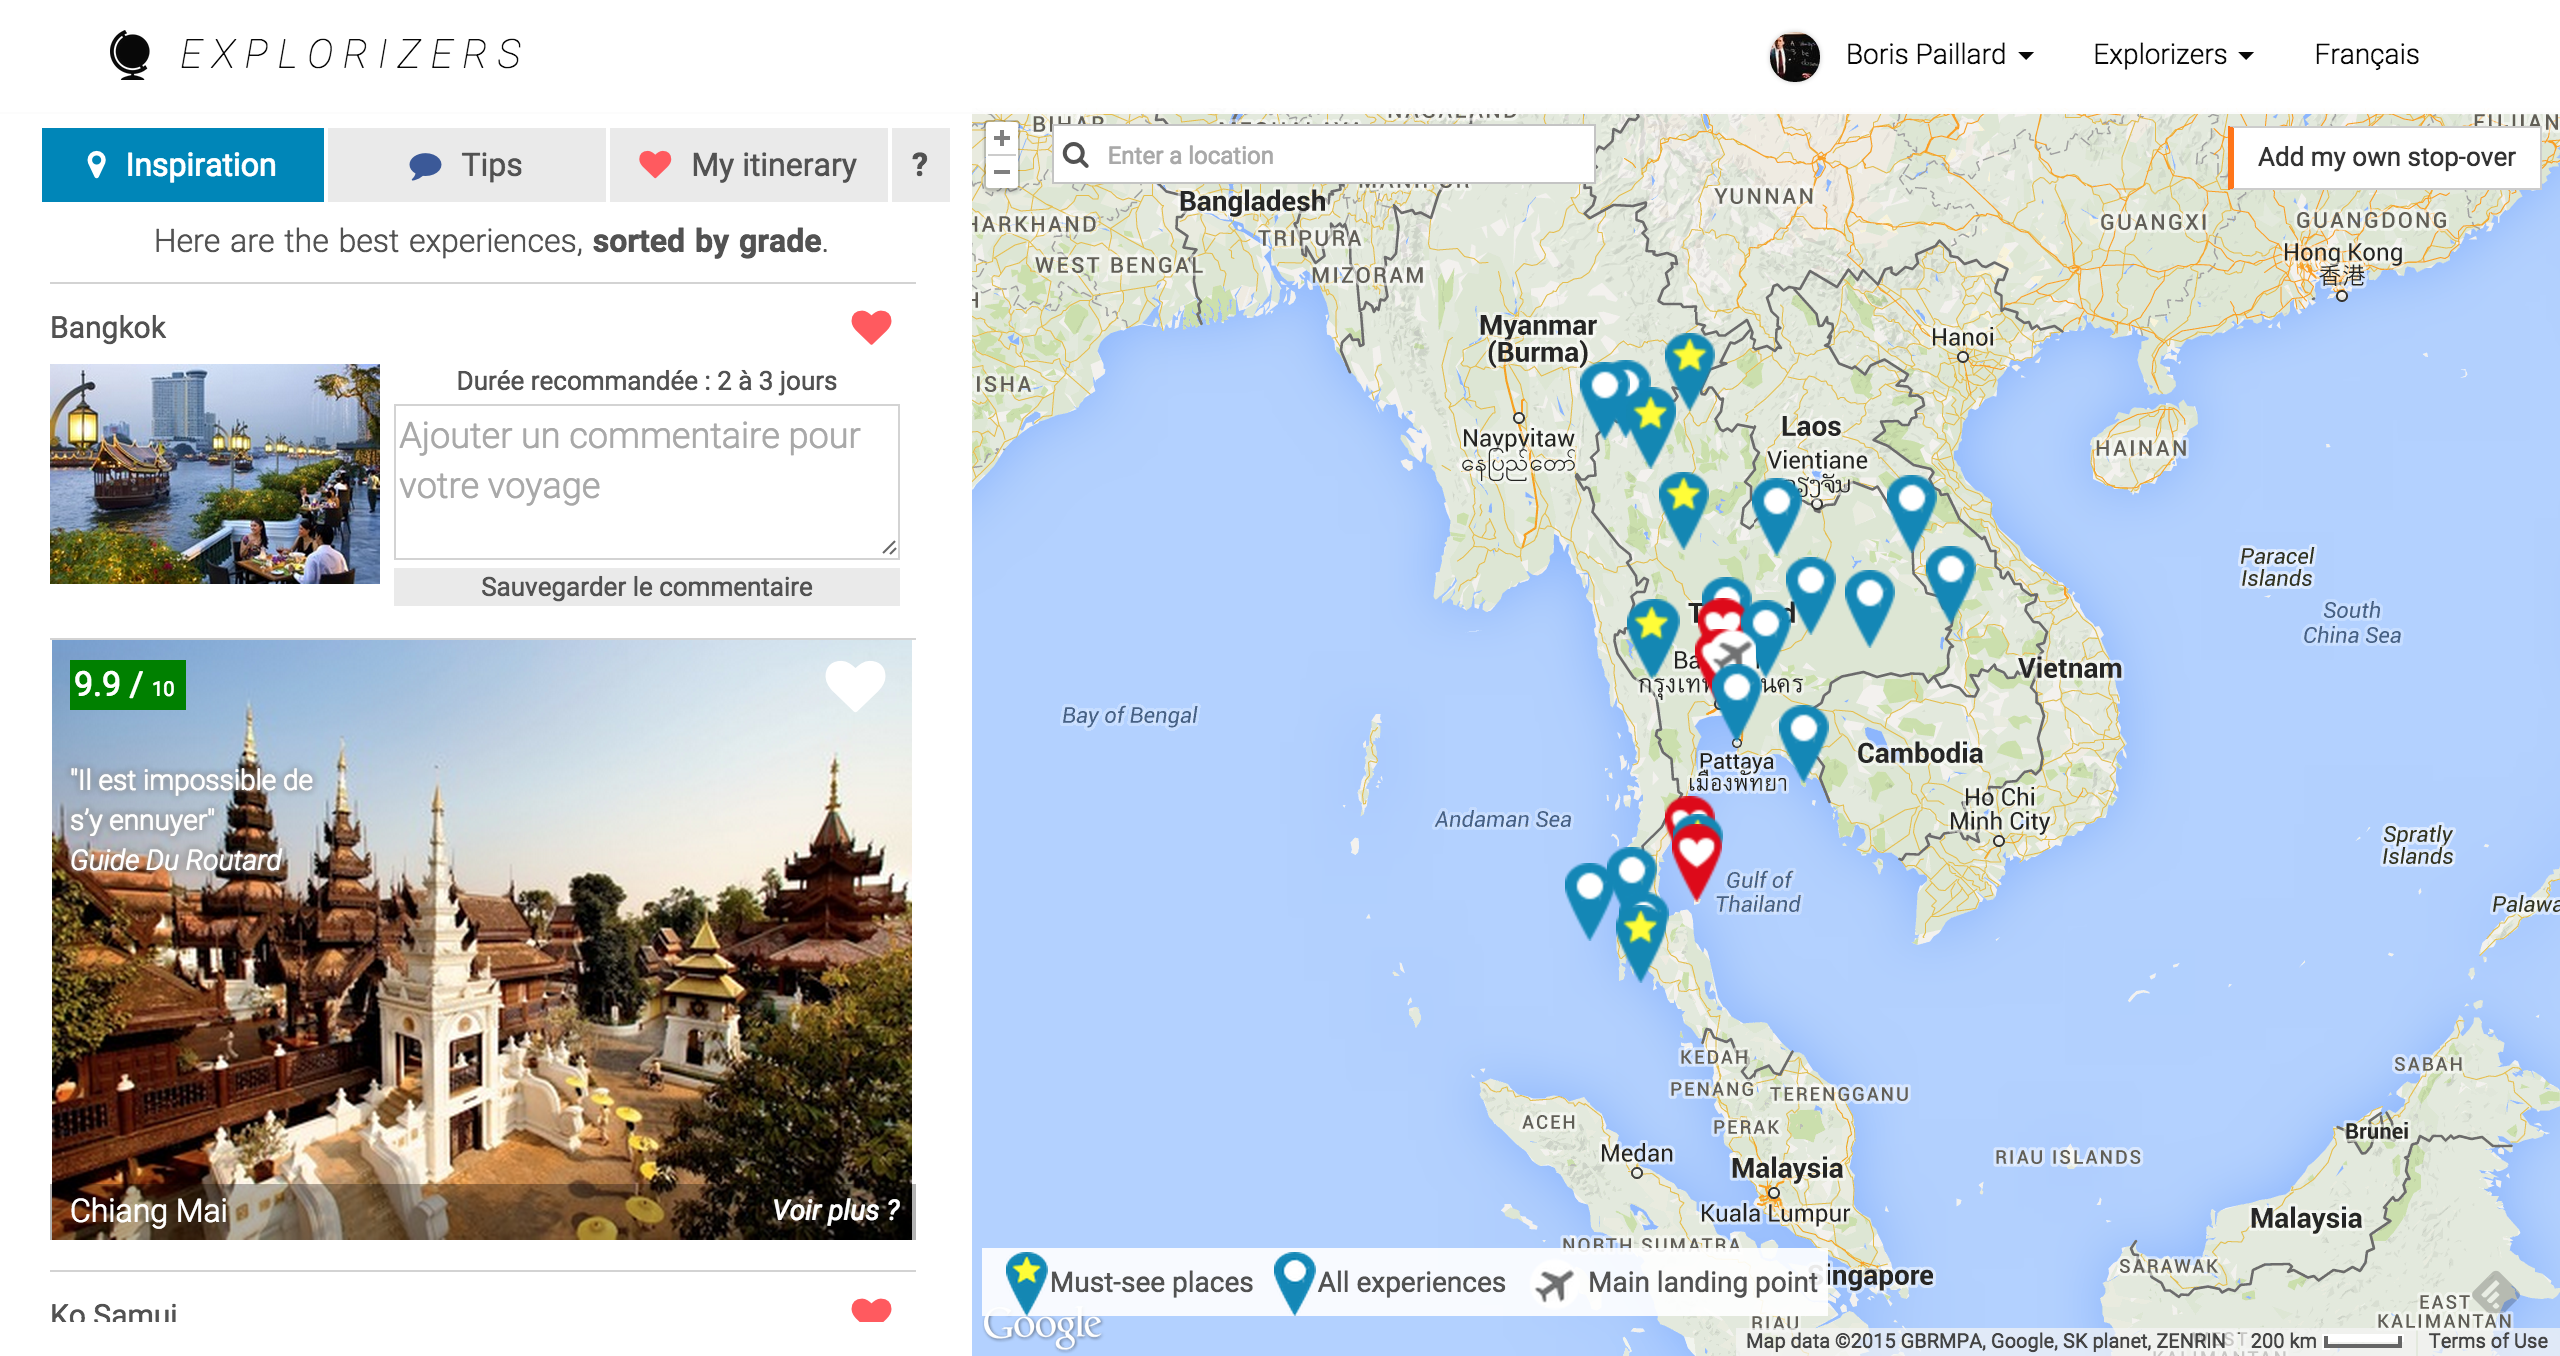 EXPLORIZERS
Boris Paillard
Explorizers
Français
Inspiration
Tips
My itinerary
?
Here are the best experiences, sorted by grade.
Bangkok
Durée recommandée : 2 à 3 jours
Ajouter un commentaire pour
votre voyage
Sauvegarder le commentaire
9.9 / 10
"Il est impossible de
s'y ennuyer"
Guide Du Routard
Chiang Mai
Voir plus ?
Ko Samui
+
−
Enter a location
Add my own stop-over
BIHAR
Bangladesh
TRIPURA
WEST BENGAL
MIZORAM
YUNNAN
GUANGXI
GUANGDONG
Hong Kong
香港
Myanmar
(Burma)
Hanoi
Laos
Vientiane
HAINAN
Naypyitaw
နေပြည်တော်
Paracel
Islands
South
China Sea
Vietnam
Bay of Bengal
Pattaya
เมืองพัทยา
Cambodia
Ho Chi
Minh City
Andaman Sea
Spratly
Islands
Gulf of
Thailand
KEDAH
PENANG
TERENGGANU
PERAK
ACEH
Medan
Malaysia
Kuala Lumpur
SABAH
Brunei
RIAU ISLANDS
Malaysia
NORTH SUMATRA
SARAWAK
EAST
KALIMANTAN
RIAU
Must-see places
All experiences
Main landing point
ingapore
Google
Map data ©2015 GBRMPA, Google, SK planet, ZENRIN
200 km
Terms of Use